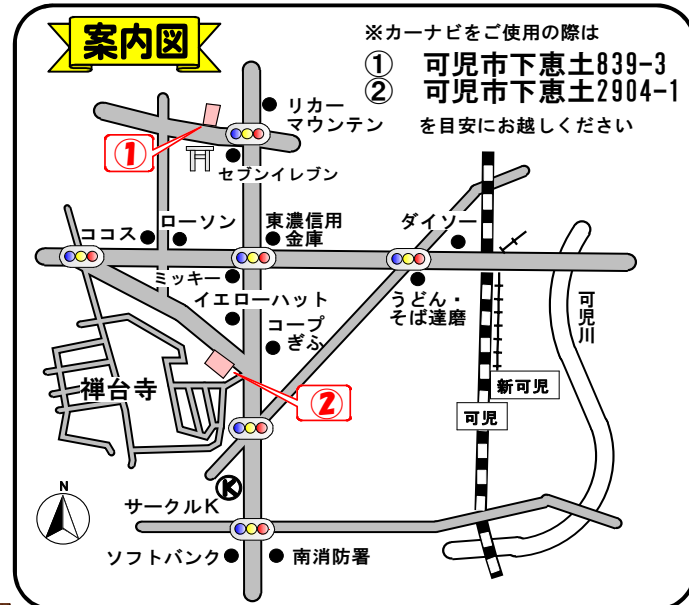 案内図
※カーナビをご使用の際は
① 可児市下恵土839-3
② 可児市下恵土2904-1
を目安にお越しください
リカー
マウンテン
①
セブンイレブン
ココス
ローソン
東濃信用
金庫
ダイソー
ミッキー
イエローハット
うどん・
そば達磨
コープ
ぎふ
可児川
禅台寺
②
新可児
可児
N
サークルK
K
ソフトバンク
南消防署